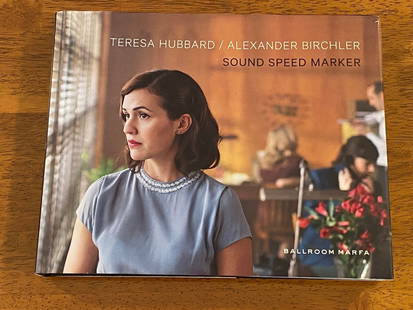 TERESA HUBBARD / ALEXANDER BIRCHLER
SOUND SPEED MARKER
BALLROOM MARFA